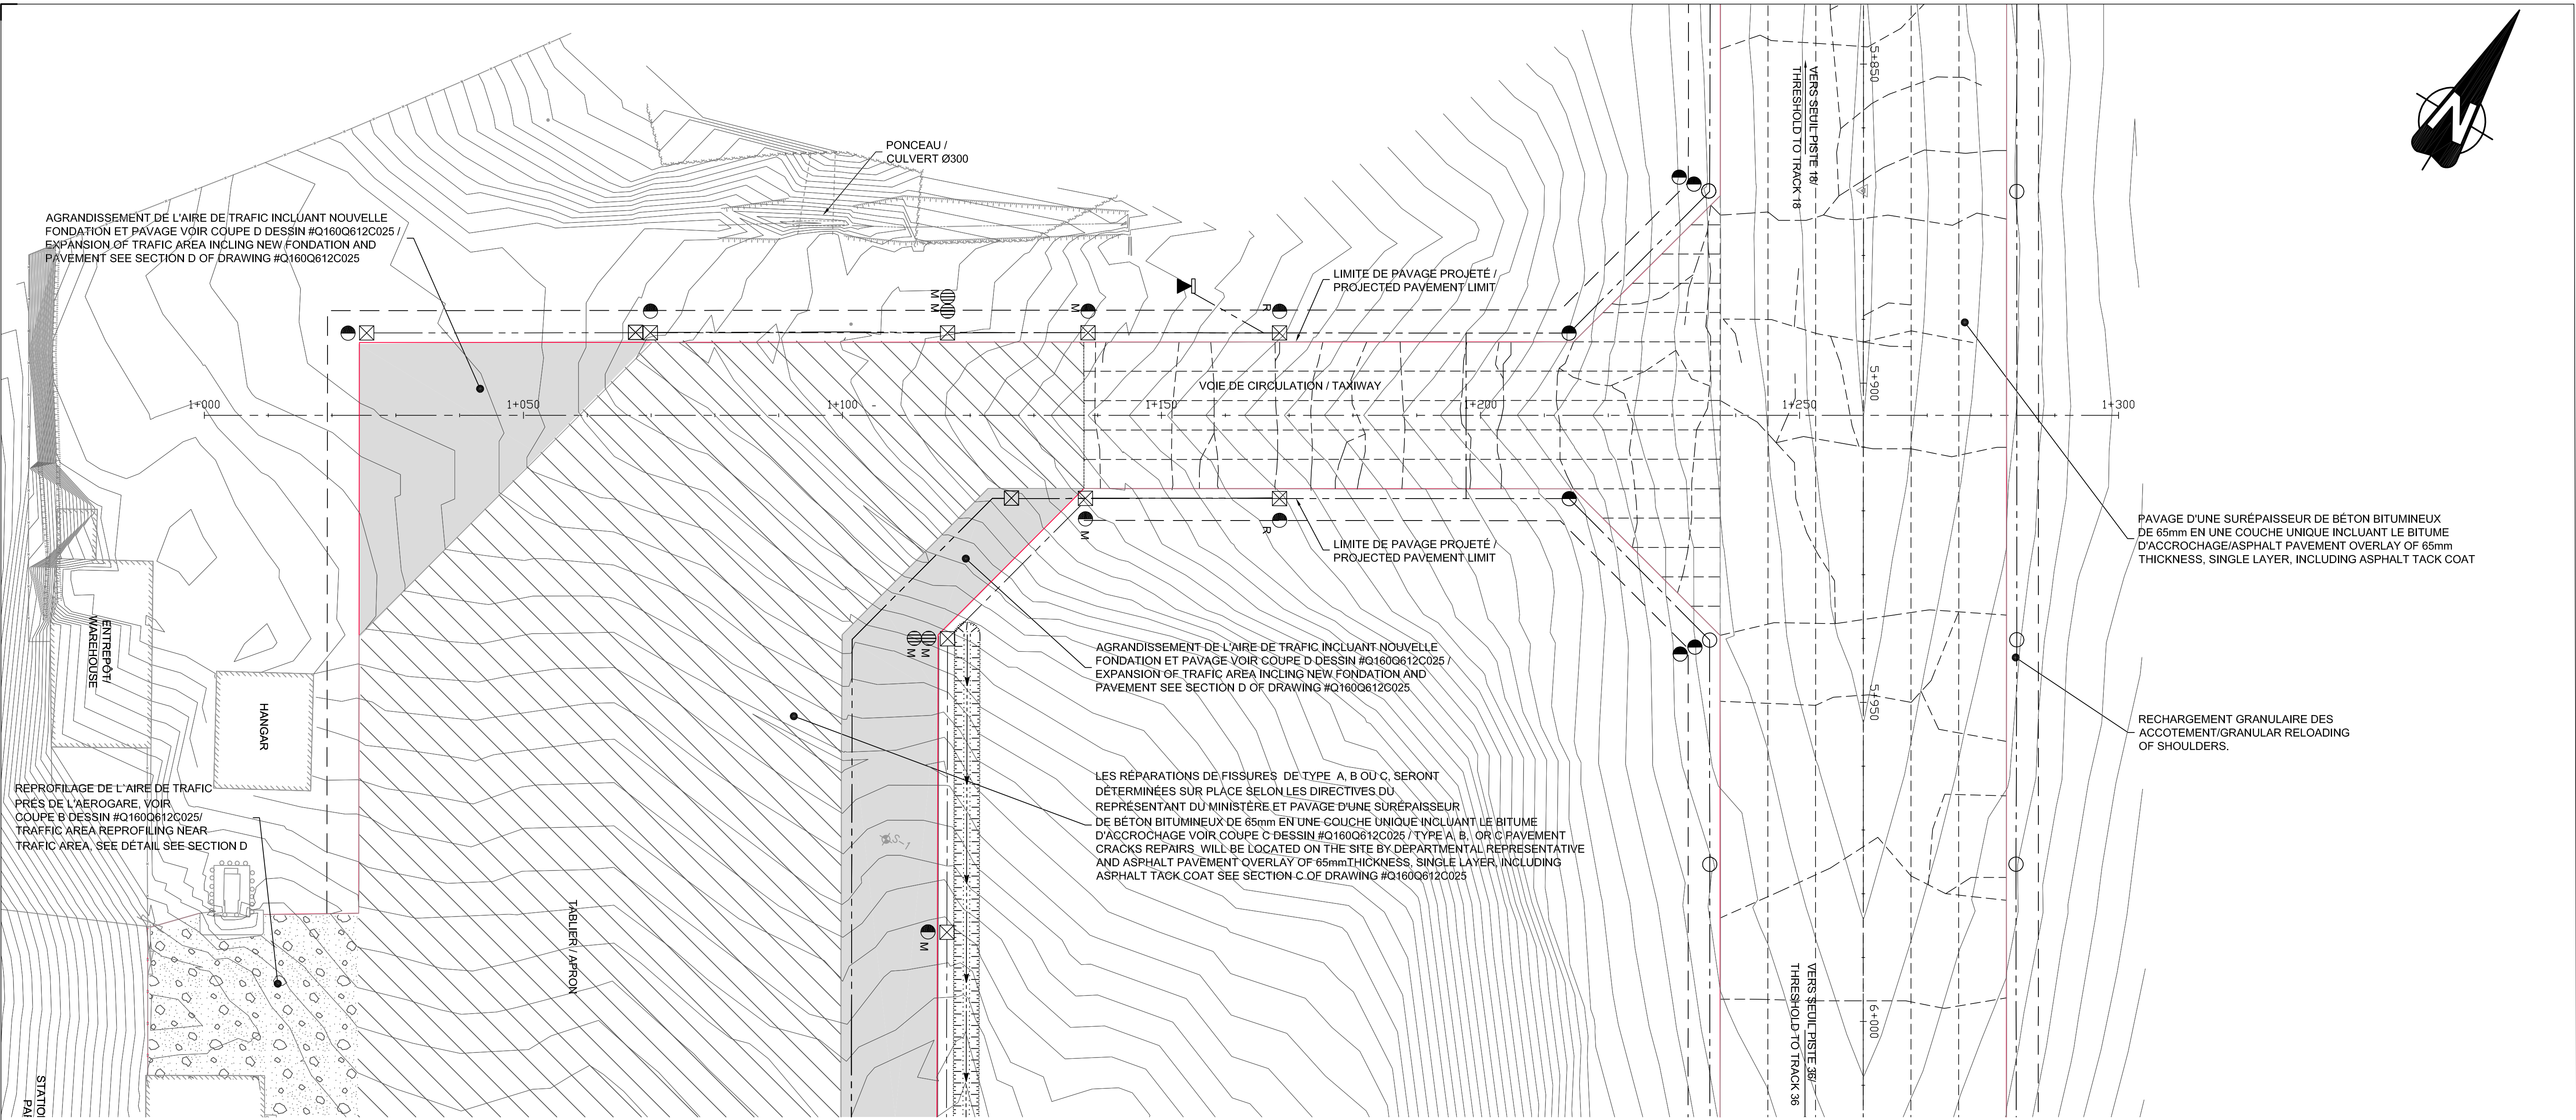 5+850
VERS SEUIL PISTE 18/
THRESHOLD TO TRACK 18
N
PONCEAU /
CULVERT Ø300
AGRANDISSEMENT DE L'AIRE DE TRAFIC INCLUANT NOUVELLE
FONDATION ET PAVAGE VOIR COUPE D DESSIN #Q160Q612C025 /
EXPANSION OF TRAFIC AREA INCLING NEW FONDATION AND
PAVEMENT SEE SECTION D OF DRAWING #Q160Q612C025
LIMITE DE PAVAGE PROJETÉ /
PROJECTED PAVEMENT LIMIT
M
M
M
R
VOIE DE CIRCULATION / TAXIWAY
5+900
1+000
1+050
1+100
1+150
1+200
1+250
1+300
M
R
LIMITE DE PAVAGE PROJETÉ /
PROJECTED PAVEMENT LIMIT
PAVAGE D'UNE SURÉPAISSEUR DE BÉTON BITUMINEUX
DE 65mm EN UNE COUCHE UNIQUE INCLUANT LE BITUME
D'ACCROCHAGE/ASPHALT PAVEMENT OVERLAY OF 65mm
THICKNESS, SINGLE LAYER, INCLUDING ASPHALT TACK COAT
ENTREPÔT/
WAREHOUSE
M
M
AGRANDISSEMENT DE L'AIRE DE TRAFIC INCLUANT NOUVELLE
FONDATION ET PAVAGE VOIR COUPE D DESSIN #Q160Q612C025 /
EXPANSION OF TRAFIC AREA INCLING NEW FONDATION AND
PAVEMENT SEE SECTION D OF DRAWING #Q160Q612C025
5+950
HANGAR
RECHARGEMENT GRANULAIRE DES
ACCOTEMENT/GRANULAR RELOADING
OF SHOULDERS.
REPROFILAGE DE L'AIRE DE TRAFIC
PRÈS DE L'AEROGARE, VOIR
COUPE B DESSIN #Q160Q612C025/
TRAFFIC AREA REPROFILING NEAR
TRAFIC AREA, SEE DÉTAIL SEE SECTION D
LES RÉPARATIONS DE FISSURES DE TYPE A, B OU C, SERONT
DÉTERMINÉES SUR PLACE SELON LES DIRECTIVES DU
REPRÉSENTANT DU MINISTÈRE ET PAVAGE D'UNE SURÉPAISSEUR
DE BÉTON BITUMINEUX DE 65mm EN UNE COUCHE UNIQUE INCLUANT LE BITUME
D'ACCROCHAGE VOIR COUPE C DESSIN #Q160Q612C025 / TYPE A, B, OR C PAVEMENT
CRACKS REPAIRS WILL BE LOCATED ON THE SITE BY DEPARTMENTAL REPRESENTATIVE
AND ASPHALT PAVEMENT OVERLAY OF 65mmTHICKNESS, SINGLE LAYER, INCLUDING
ASPHALT TACK COAT SEE SECTION C OF DRAWING #Q160Q612C025
TABLIER / APRON
M
VERS SEUIL PISTE 36/
THRESHOLD TO TRACK 36
6+000